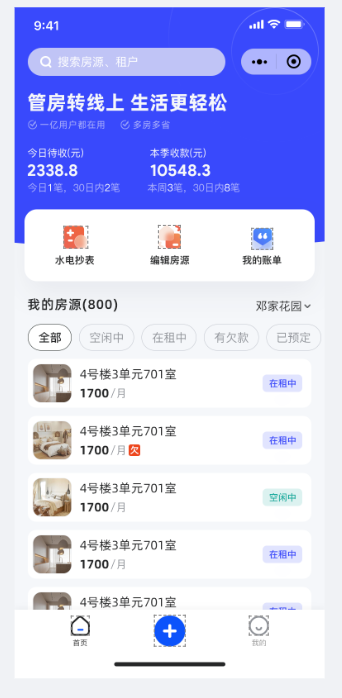 9:41
搜索房源、租户
管房转线上 生活更轻松
一亿用户都在用 多房多省
今日待收(元) 本季收款(元)
2338.8 10548.3
今日1笔，30日内2笔 本周3笔，30日内8笔
水电抄表 编辑房源 我的账单
我的房源(800) 邓家花园
全部 空闲中 在租中 有欠款 已预定
4号楼3单元701室
1700/月 在租中
4号楼3单元701室
1700/月 欠 在租中
4号楼3单元701室
1700/月 空闲中
4号楼3单元701室
1700/月 在租中
4号楼3单元701室
在租中
首页 我的